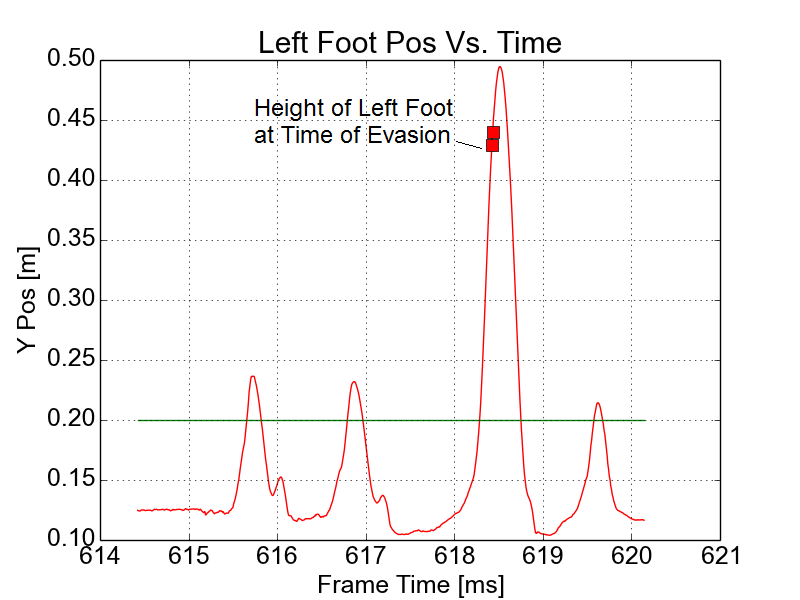 Left Foot Pos Vs. Time
0.50
Height of Left Foot
at Time of Evasion
0.45
0.40
0.35
0.30
0.25
0.20
0.15
0.10
Y Pos [m]
614 615 616 617 618 619 620 621
Frame Time [ms]